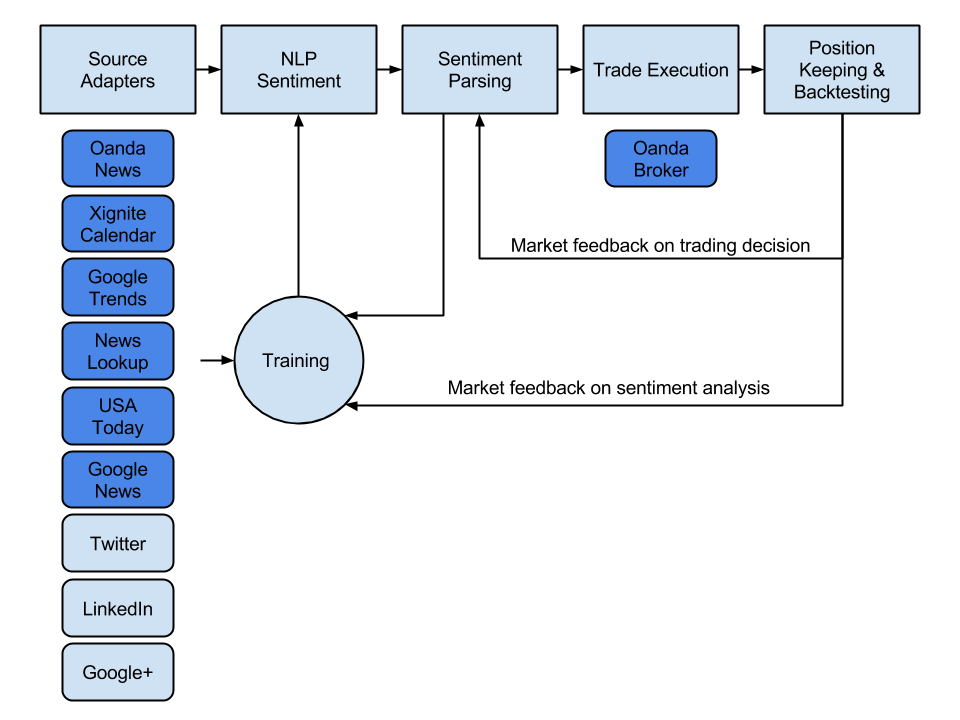 Source
Adapters
NLP
Sentiment
Sentiment
Parsing
Trade Execution
Position
Keeping &
Backtesting
Oanda
News
Oanda
Broker
Xignite
Calendar
Market feedback on trading decision
Google
Trends
News
Lookup
Training
Market feedback on sentiment analysis
USA
Today
Google
News
Twitter
LinkedIn
Google+